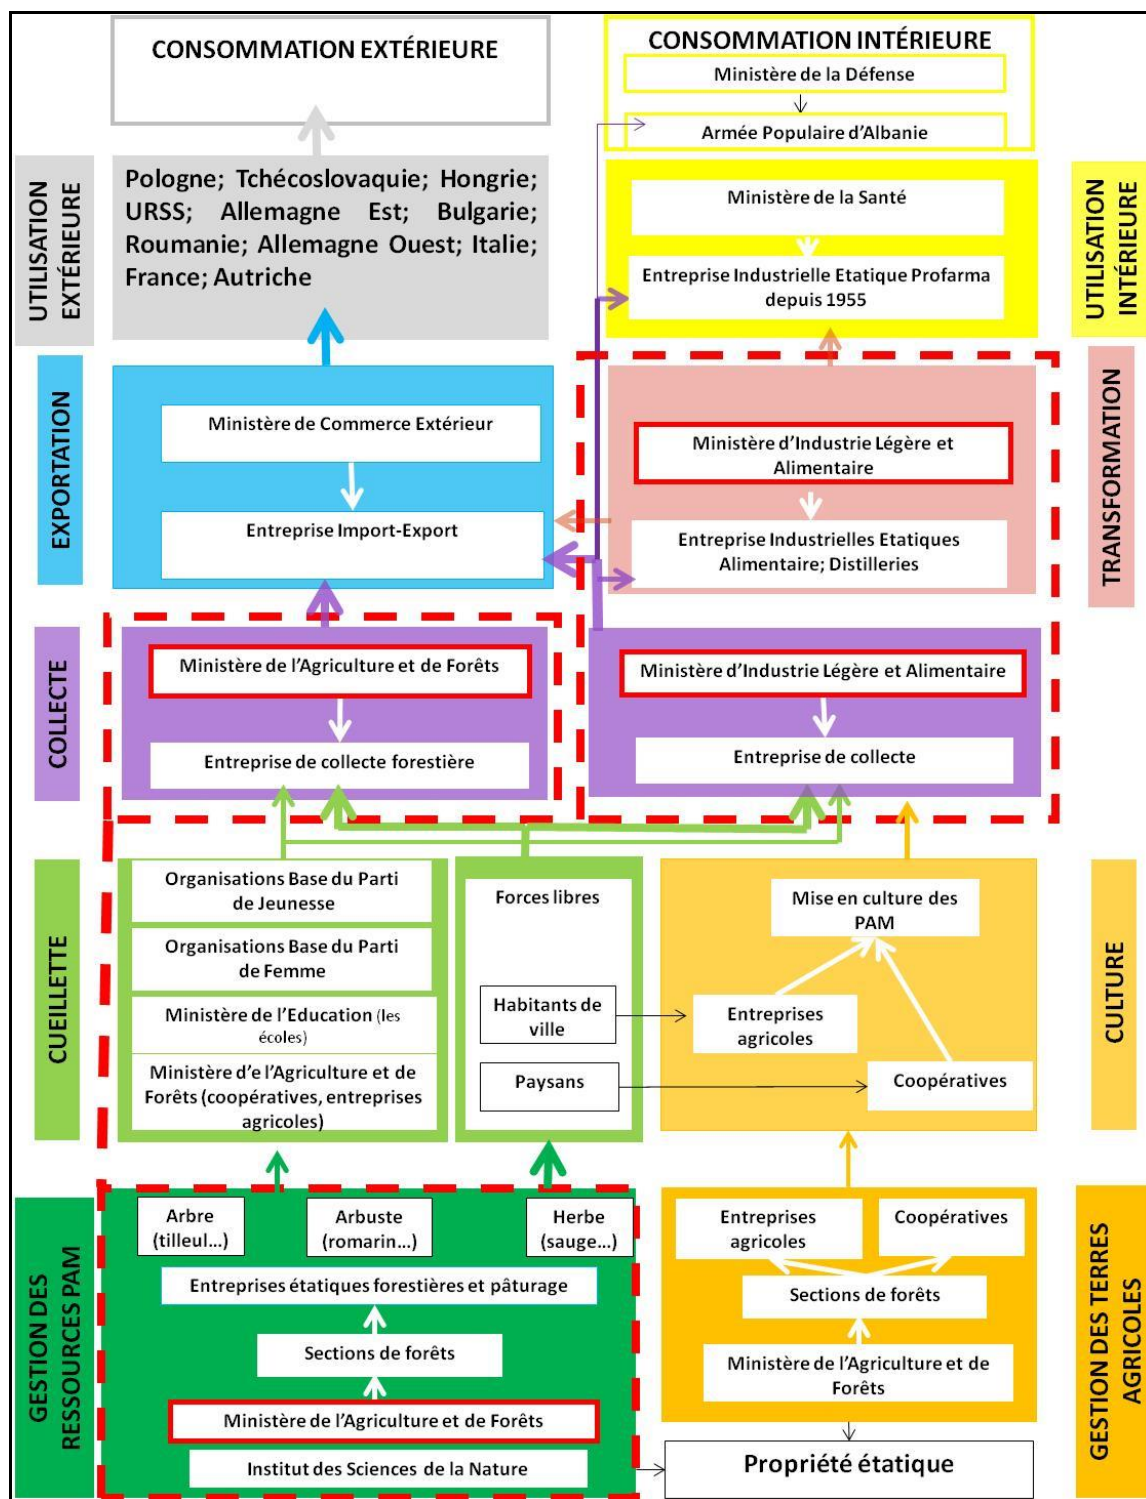 CONSOMMATION EXTÉRIEURE
CONSOMMATION INTÉRIEURE
Ministère de la Défense
Armée Populaire d'Albanie
UTILISATION
EXTÉRIEURE
Pologne; Tchécoslovaquie; Hongrie;
URSS; Allemagne Est; Bulgarie;
Roumanie; Allemagne Ouest; Italie;
France; Autriche
Ministère de la Santé
Entreprise Industrielle Etatique Profarma
depuis 1955
UTILISATION
INTÉRIEURE
EXPORTATION
Ministère de Commerce Extérieur
Entreprise Import-Export
Ministère d'Industrie Légère et
Alimentaire
Entreprise Industrielles Etatiques
Alimentaire; Distilleries
TRANSFORMATION
COLLECTE
Ministère de l'Agriculture et de Forêts
Entreprise de collecte forestière
Ministère d'Industrie Légère et Alimentaire
Entreprise de collecte
CUEILLETTE
Organisations Base du Parti
de Jeunesse
Organisations Base du Parti
de Femme
Ministère de l'Education (les
écoles)
Ministère d'e l'Agriculture et de
Forêts (coopératives, entreprises
agricoles)
Forces libres
Habitants de
ville
Paysans
Mise en culture des
PAM
Entreprises
agricoles
Coopératives
CULTURE
GESTION DES
RESSOURCES PAM
Arbre
(tilleul...)
Arbuste
(romarin...)
Herbe
(sauge...)
Entreprises étatiques forestières et pâturage
Sections de forêts
Ministère de l'Agriculture et de Forêts
Institut des Sciences de la Nature
Entreprises
agricoles
Coopératives
Sections de forêts
Ministère de l'Agriculture et de
Forêts
Propriété étatique
GESTION DES TERRES
AGRICOLES